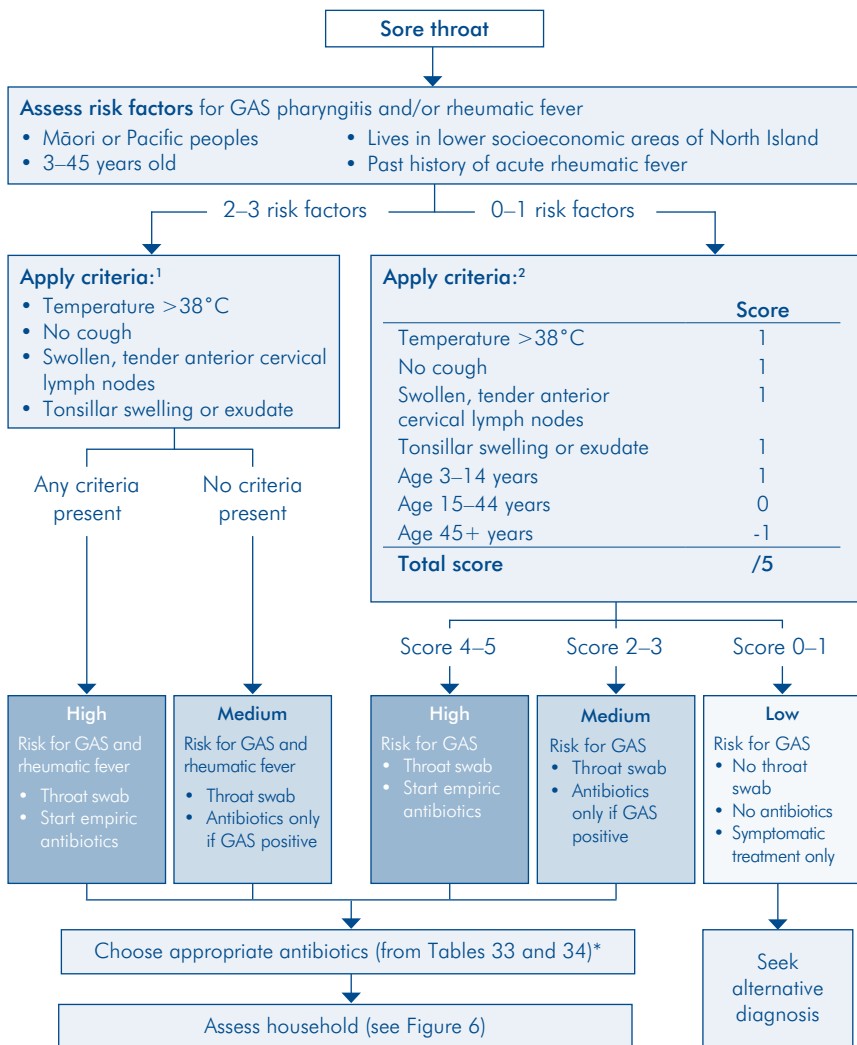 Sore throat
Assess risk factors for GAS pharyngitis and/or rheumatic fever
• Māori or Pacific peoples
• 3–45 years old
• Lives in lower socioeconomic areas of North Island
• Past history of acute rheumatic fever
2–3 risk factors
0–1 risk factors
Apply criteria:¹
• Temperature >38°C
• No cough
• Swollen, tender anterior cervical
lymph nodes
• Tonsillar swelling or exudate
Any criteria
present
No criteria
present
Apply criteria:²
Score
Temperature >38°C 1
No cough 1
Swollen, tender anterior 1
cervical lymph nodes
Tonsillar swelling or exudate 1
Age 3–14 years 1
Age 15–44 years 0
Age 45+ years -1
Total score /5
Score 4–5
Score 2–3
Score 0–1
High
Risk for GAS and
rheumatic fever
• Throat swab
• Start empiric
antibiotics
Medium
Risk for GAS and
rheumatic fever
• Throat swab
• Antibiotics only
if GAS positive
High
Risk for GAS
• Throat swab
• Start empiric
antibiotics
Medium
Risk for GAS
• Throat swab
• Antibiotics
only if GAS
positive
Low
Risk for GAS
• No throat
swab
• No antibiotics
• Symptomatic
treatment only
Choose appropriate antibiotics (from Tables 33 and 34)*
Assess household (see Figure 6)
Seek
alternative
diagnosis